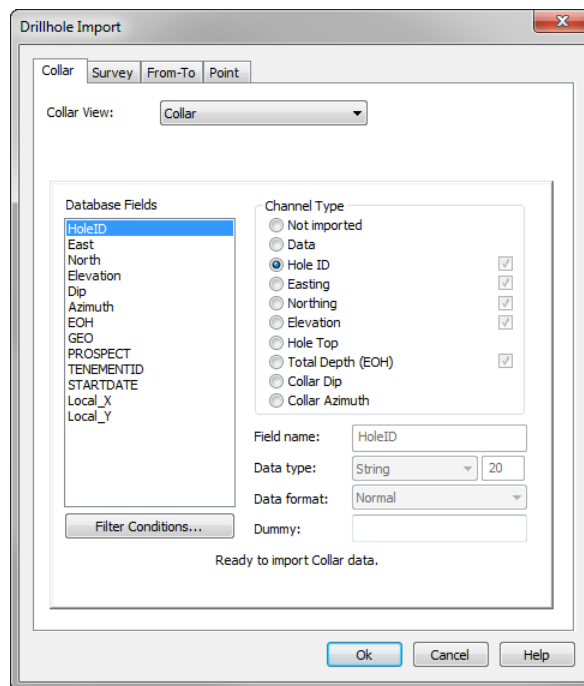 Drillhole Import
Collar Survey From-To Point
Collar View: Collar
Database Fields
HoleID
East
North
Elevation
Dip
Azimuth
EOH
GEO
PROSPECT
TENEMENTID
STARTDATE
Local_X
Local_Y
Filter Conditions...
Channel Type
Not imported
Data
Hole ID
Easting
Northing
Elevation
Hole Top
Total Depth (EOH)
Collar Dip
Collar Azimuth
Field name: HoleID
Data type: String 20
Data format: Normal
Dummy:
Ready to import Collar data.
Ok Cancel Help